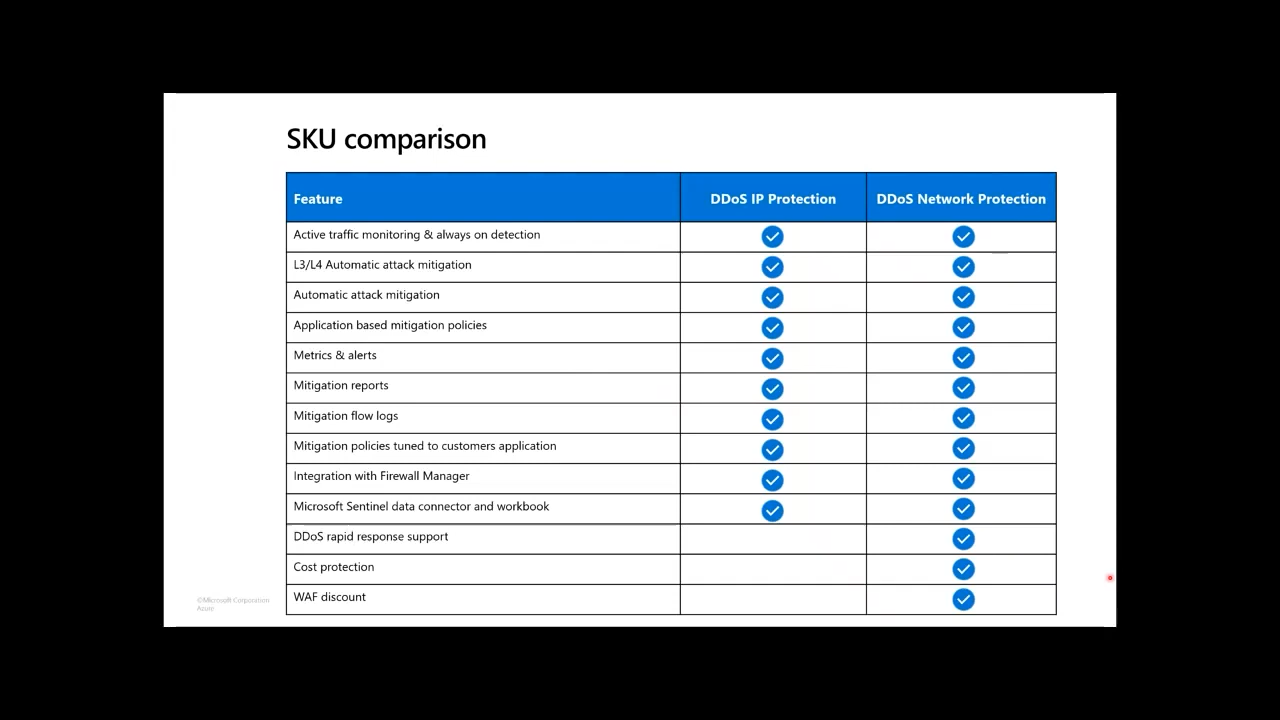 SKU comparison
Feature DDoS IP Protection DDoS Network Protection
Active traffic monitoring & always on detection
L3/L4 Automatic attack mitigation
Automatic attack mitigation
Application based mitigation policies
Metrics & alerts
Mitigation reports
Mitigation flow logs
Mitigation policies tuned to customers application
Integration with Firewall Manager
Microsoft Sentinel data connector and workbook
DDoS rapid response support
Cost protection
WAF discount
©Microsoft Corporation
Azure